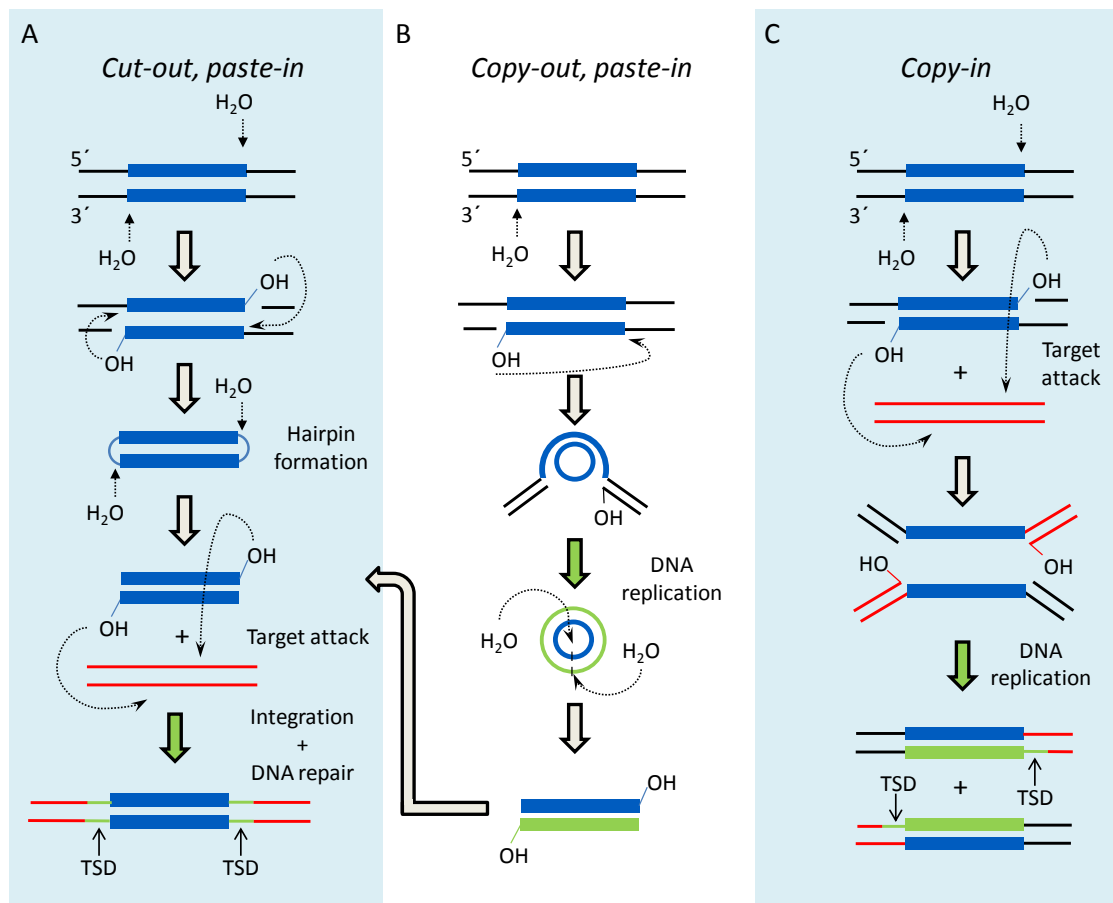 A
Cut-out, paste-in
H₂O
5´
3´
H₂O
OH
OH
H₂O
Hairpin
formation
H₂O
OH
OH
+
Target attack
Integration
+
DNA repair
TSD
TSD
B
Copy-out, paste-in
5´
3´
H₂O
OH
OH
DNA
replication
H₂O
H₂O
OH
OH
C
Copy-in
H₂O
5´
3´
H₂O
OH
OH
Target
attack
+
HO
OH
DNA
replication
TSD
+
TSD